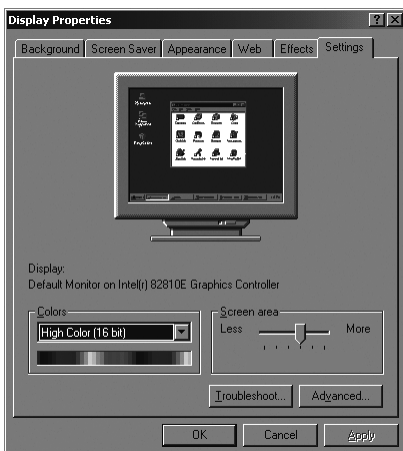 Display Properties
Background Screen Saver Appearance Web Effects Settings
Display:
Default Monitor on Intel(r) 82810E Graphics Controller
Colors
High Color (16 bit)
Screen area
Less More
Troubleshoot... Advanced...
OK Cancel Apply